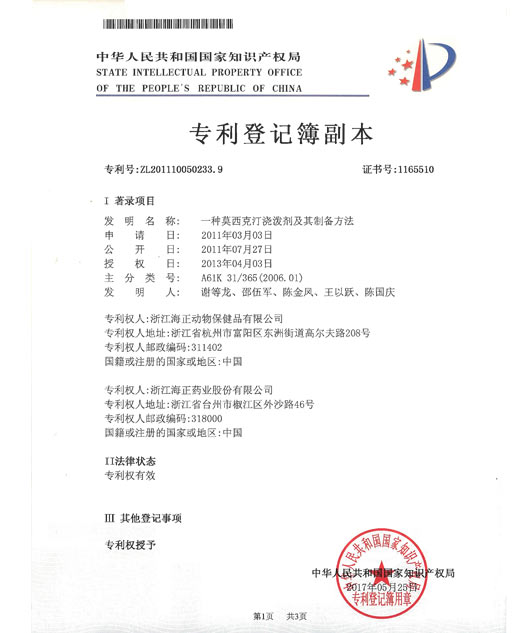 中华人民共和国国家知识产权局
STATE INTELLECTUAL PROPERTY OFFICE
OF THE PEOPLE'S REPUBLIC OF CHINA
专利登记簿副本
专利号:ZL201110050233.9 证书号:1165510
I 著录项目
发明名称: 一种莫西克汀浇泼剂及其制备方法
申请日: 2011年03月03日
公开日: 2011年07月27日
授权日: 2013年04月03日
主分类号: A61K 31/365(2006.01)
发明人: 谢等龙、邵伍军、陈金凤、王以跃、陈国庆
专利权人:浙江海正动物保健品有限公司
专利权人地址:浙江省杭州市富阳区东洲街道高尔夫路208号
专利权人邮政编码:311402
国籍或注册的国家或地区:中国
专利权人:浙江海正药业股份有限公司
专利权人地址:浙江省台州市椒江区外沙路46号
专利权人邮政编码:318000
国籍或注册的国家或地区:中国
II法律状态
专利权有效
III 其他登记事项
专利权授予
中华人民共和国国家知识产权局
2017年05月25日
中华人民共和国国家知识产权局
专利登记簿用章
第1页 共3页